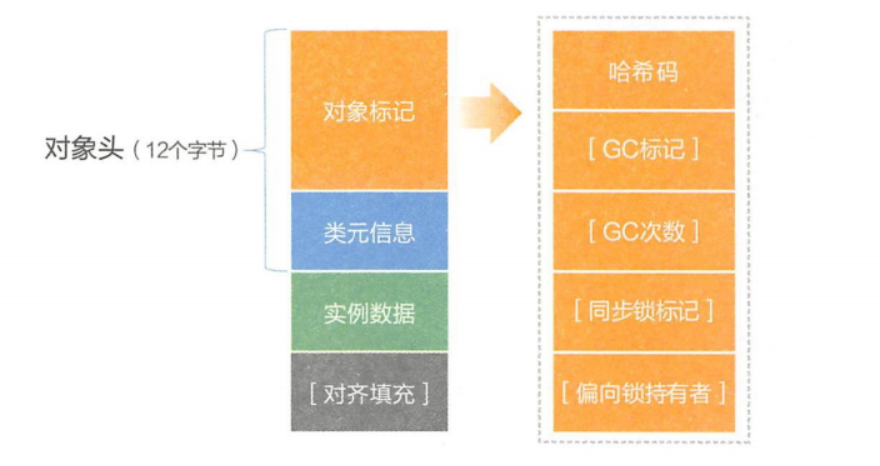 对象头（12个字节）
对象标记
类元信息
实例数据
[ 对齐填充 ]
哈希码
[ GC标记 ]
[ GC次数 ]
[ 同步锁标记 ]
[ 偏向锁持有者 ]